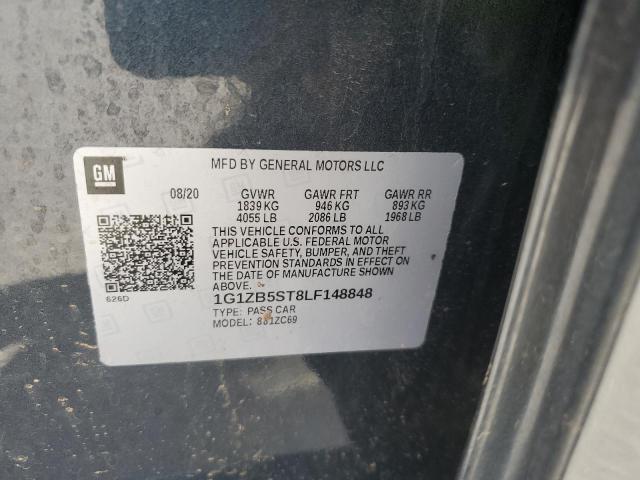 GM
MFD BY GENERAL MOTORS LLC
08/20 GVWR GAWR FRT GAWR RR
1839 KG 946 KG 893 KG
4055 LB 2086 LB 1968 LB
THIS VEHICLE CONFORMS TO ALL
APPLICABLE U.S. FEDERAL MOTOR
VEHICLE SAFETY, BUMPER, AND THEFT
PREVENTION STANDARDS IN EFFECT ON
THE DATE OF MANUFACTURE SHOWN
ABOVE.
626D
1G1ZB5ST8LF148848
TYPE: PASS CAR
MODEL: